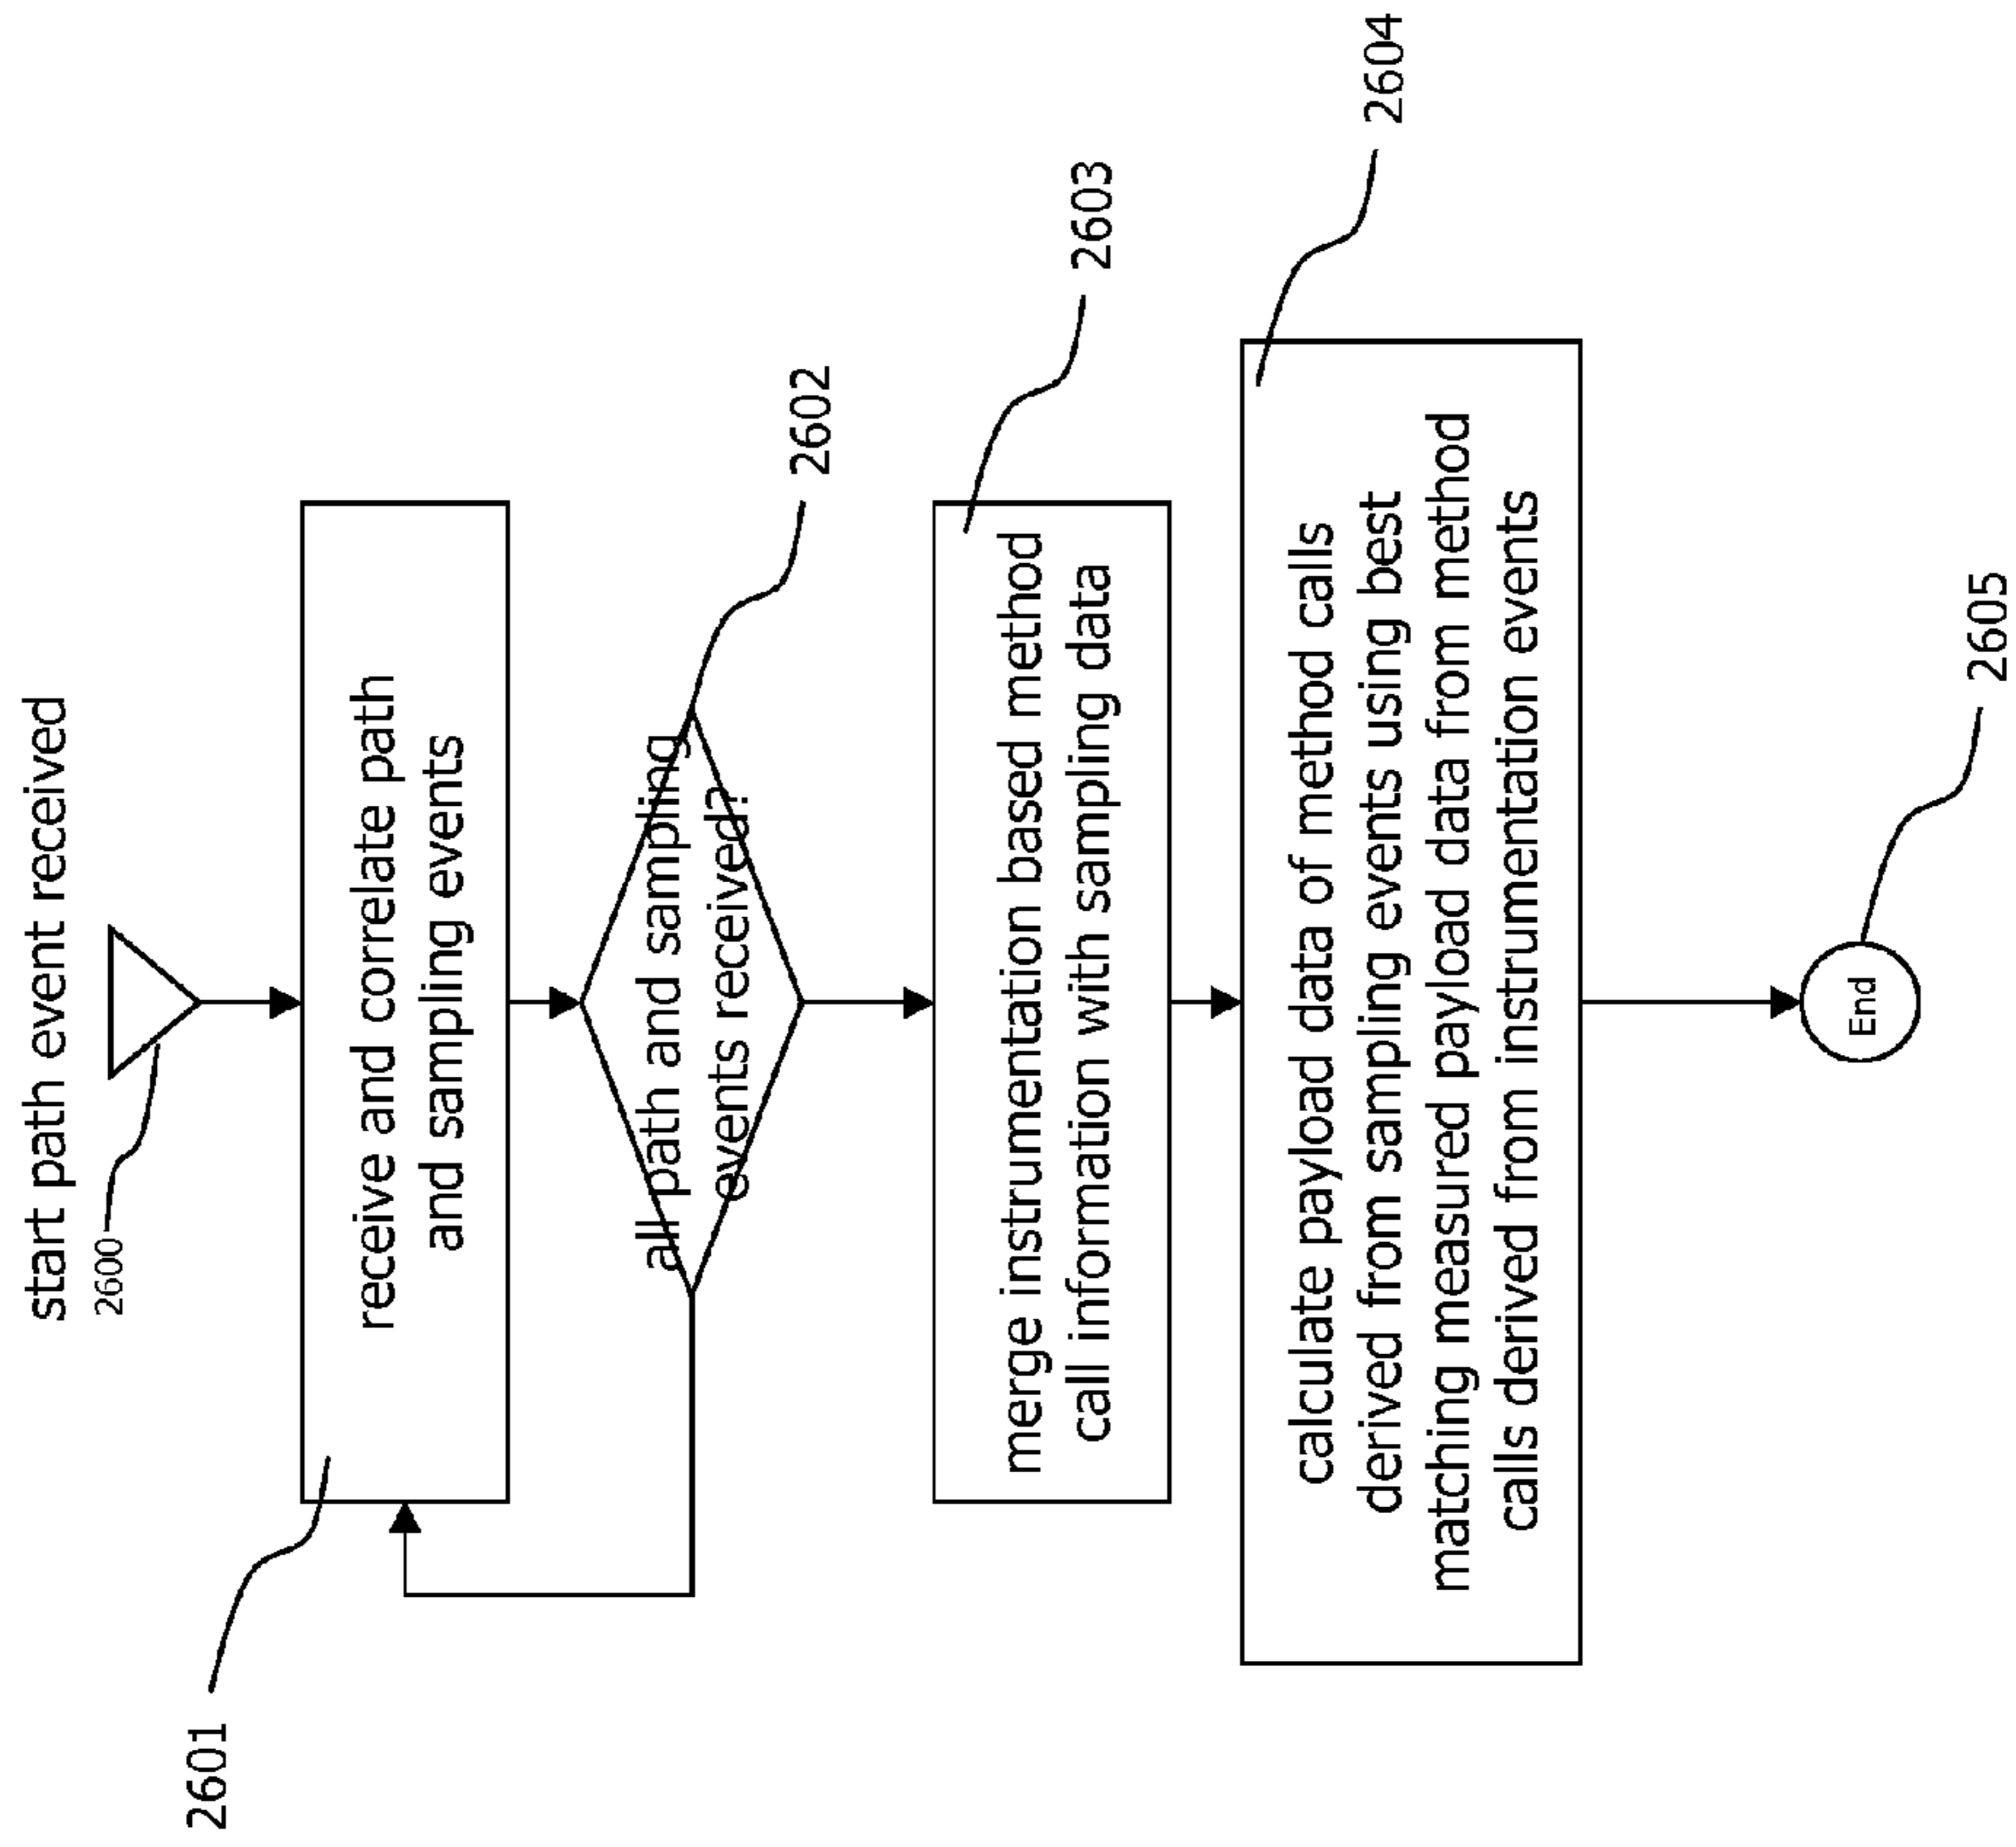 start path event received
2600
2601
receive and correlate path
and sampling events
2602
all path and sampling
events received?
2603
merge instrumentation based method
call information with sampling data
2604
calculate payload data of method calls
derived from sampling events using best
matching measured payload data from method
calls derived from instrumentation events
End
2605